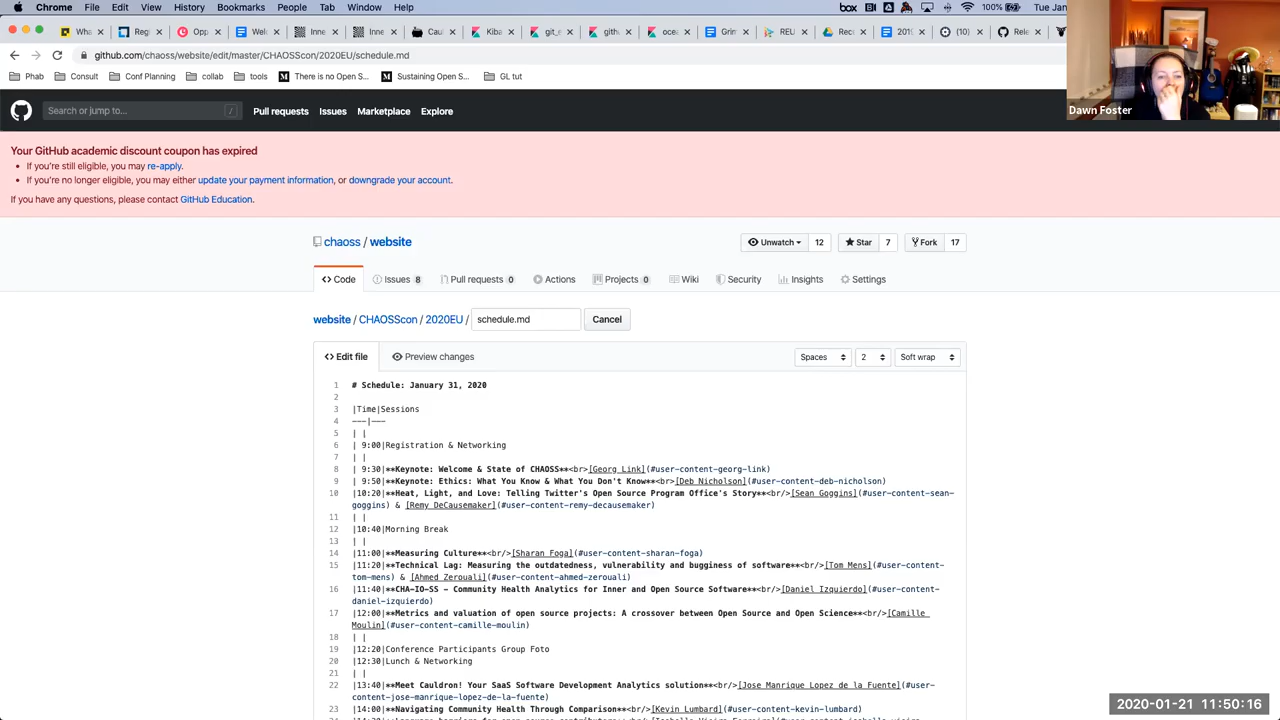 Chrome File Edit View History Bookmarks People Tab Window Help box 100% Tue Jan
Wha Regi Opp Wel Inne Inne Cau Kiba git_e gith ocea Grim RELI Reco 2019 (10) Rele
github.com/chaoss/website/edit/master/CHAOSScon/2020EU/schedule.md
Phab Consult Conf Planning collab tools There is no Open S... Sustaining Open S... GL tut
Dawn Foster
Search or jump to... / Pull requests Issues Marketplace Explore
Your GitHub academic discount coupon has expired
• If you're still eligible, you may re-apply.
• If you're no longer eligible, you may either update your payment information, or downgrade your account.
If you have any questions, please contact GitHub Education.
chaoss / website Unwatch 12 Star 7 Fork 17
<> Code Issues 8 Pull requests 0 Actions Projects 0 Wiki Security Insights Settings
website / CHAOSScon / 2020EU / schedule.md Cancel
<> Edit file Preview changes Spaces 2 Soft wrap
1 # Schedule: January 31, 2020
2
3 |Time|Sessions
4 ---|---
5 | |
6 | 9:00|Registration & Networking
7 | |
8 | 9:30|**Keynote: Welcome & State of CHAOSS**<br>[Georg Link](#user-content-georg-link)
9 | 9:50|**Keynote: Ethics: What You Know & What You Don't Know**<br>[Deb Nicholson](#user-content-deb-nicholson)
10 |10:20|**Heat, Light, and Love: Telling Twitter's Open Source Program Office's Story**<br/>[Sean Goggins](#user-content-sean-
goggins) & [Remy DeCausemaker](#user-content-remy-decausemaker)
11 | |
12 |10:40|Morning Break
13 | |
14 |11:00|**Measuring Culture**<br/>[Sharan Foga](#user-content-sharan-foga)
15 |11:20|**Technical Lag: Measuring the outdatedness, vulnerability and bugginess of software**<br/>[Tom Mens](#user-content-
tom-mens) & [Ahmed Zerouali](#user-content-ahmed-zerouali)
16 |11:40|**CHA-IO-SS – Community Health Analytics for Inner and Open Source Software**<br/>[Daniel Izquierdo](#user-content-
daniel-izquierdo)
17 |12:00|**Metrics and valuation of open source projects: A crossover between Open Source and Open Science**<br/>[Camille
Moulin](#user-content-camille-moulin)
18 | |
19 |12:20|Conference Participants Group Foto
20 |12:30|Lunch & Networking
21 | |
22 |13:40|**Meet Cauldron! Your SaaS Software Development Analytics solution**<br/>[Jose Manrique Lopez de la Fuente](#user-
content-jose-manrique-lopez-de-la-fuente)
23 |14:00|**Navigating Community Health Through Comparison**<br/>[Kevin Lumbard](#user-content-kevin-lumbard)
2020-01-21 11:50:16